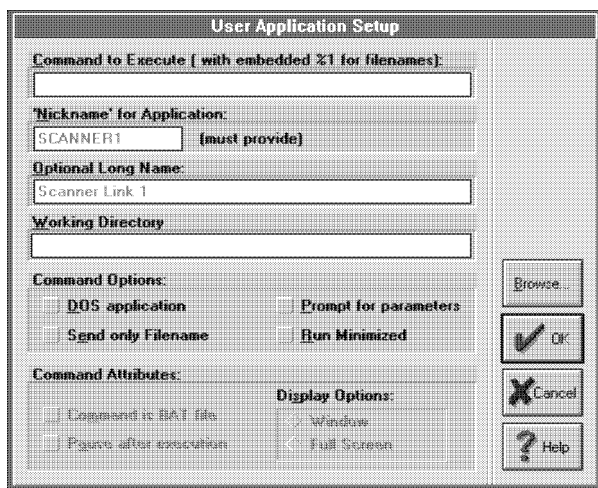 User Application Setup
Command to Execute ( with embedded %1 for filenames):
'Nickname' for Application:
SCANNER1 (must provide)
Optional Long Name:
Scanner Link 1
Working Directory
Command Options:
DOS application Prompt for parameters
Send only Filename Run Minimized
Browse...
OK
Command Attributes:
Display Options:
Command is BAT file Window
Pause after execution Full Screen
Cancel
Help